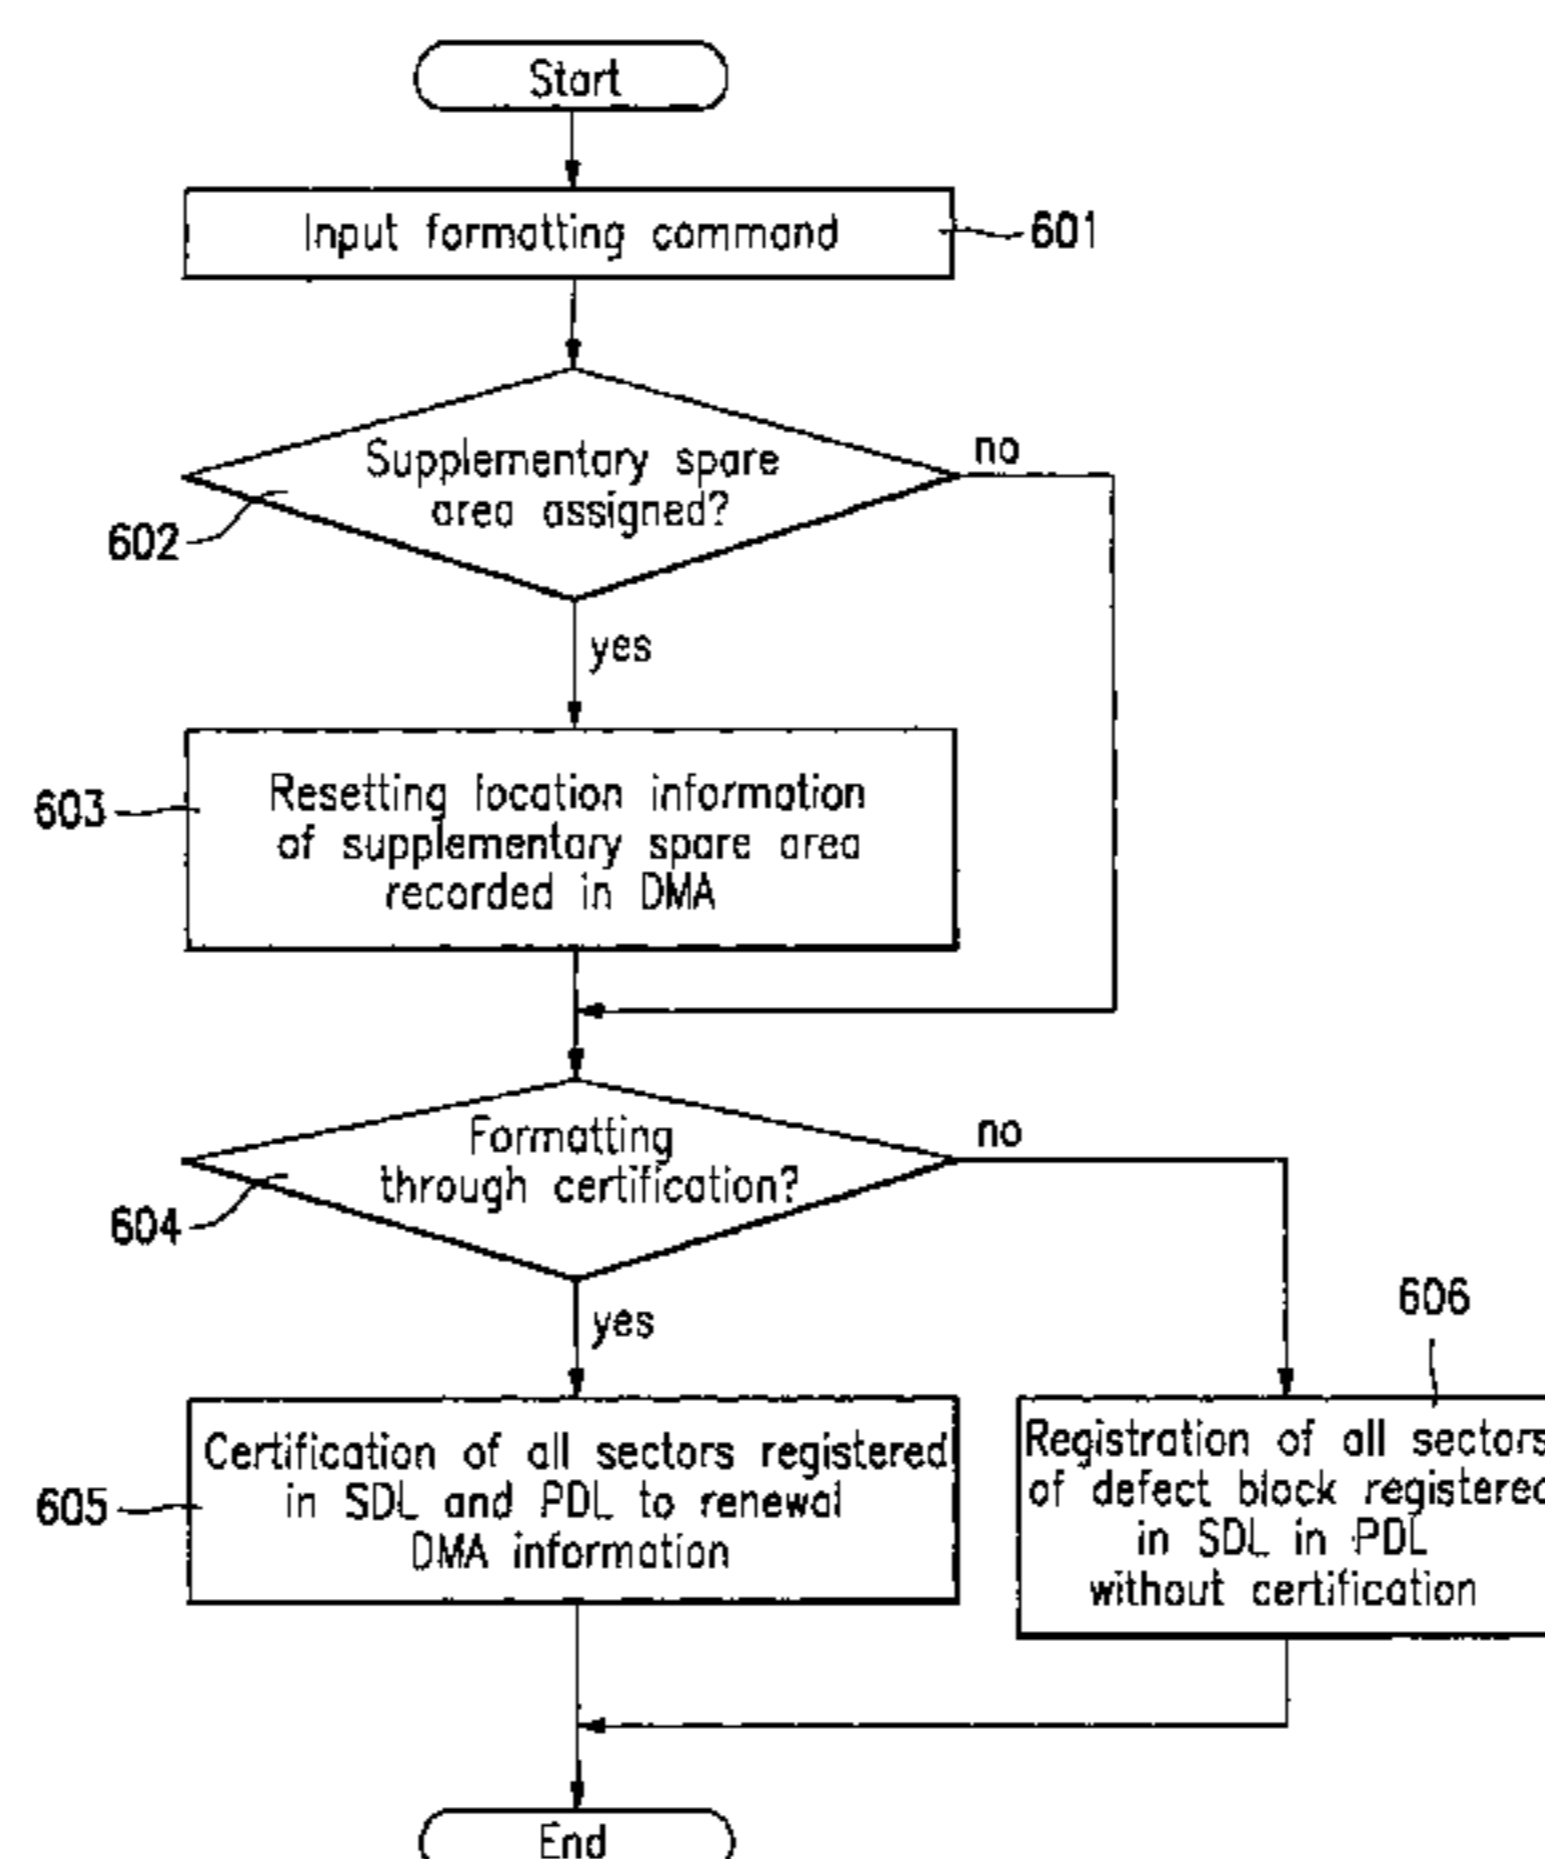 Start
Input formatting command
601
Supplementary spare
area assigned?
no
602
yes
603
Resetting location information
of supplementary spare area
recorded in DMA
Formatting
through certification?
no
604
yes
606
605
Certification of all sectors registered
in SDL and PDL to renewal
DMA information
Registration of all sectors
of defect block registered
in SDL in PDL
without certification
End